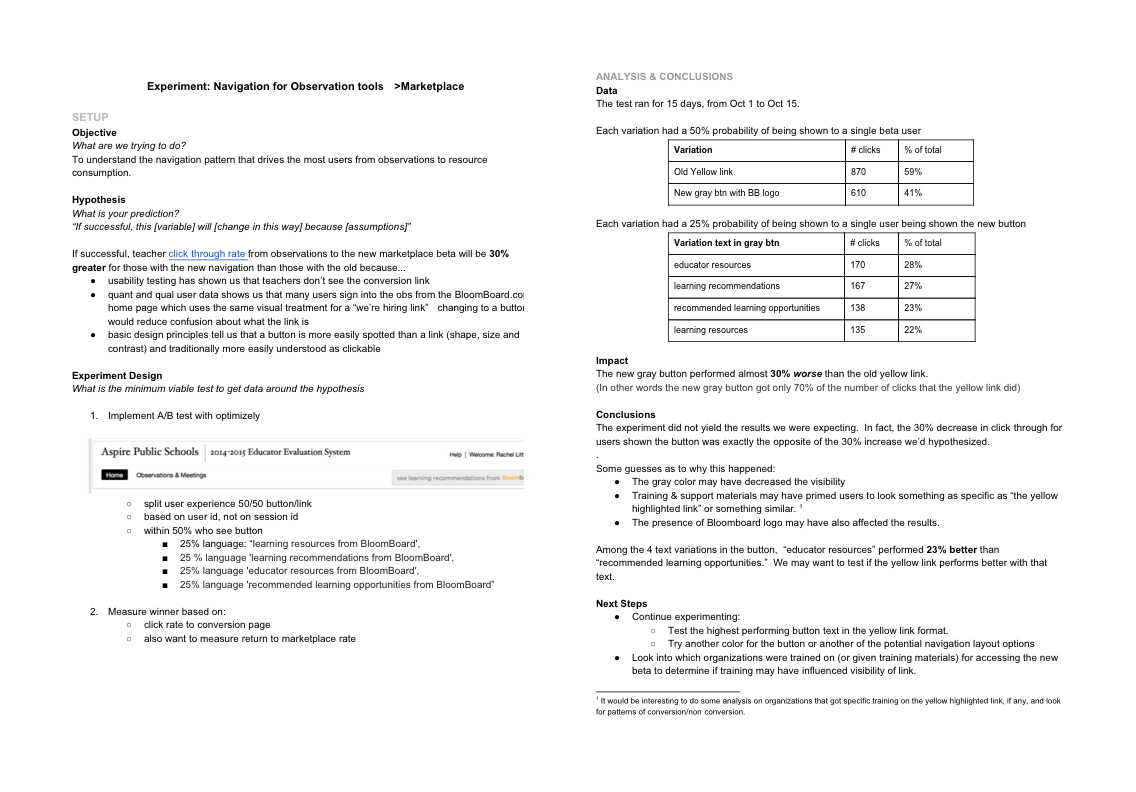 Experiment: Navigation for Observation tools >Marketplace
SETUP
Objective
What are we trying to do?
To understand the navigation pattern that drives the most users from observations to resource
consumption.
Hypothesis
What is your prediction?
"If successful, this [variable] will [change in this way] because [assumptions]"
If successful, teacher click through rate from observations to the new marketplace beta will be 30%
greater for those with the new navigation than those with the old because...
● usability testing has shown us that teachers don't see the conversion link
● quant and qual user data shows us that many users sign into the obs from the BloomBoard.com
home page which uses the same visual treatment for a "we're hiring link" changing to a button
would reduce confusion about what the link is
● basic design principles tell us that a button is more easily spotted than a link (shape, size and
contrast) and traditionally more easily understood as clickable
Experiment Design
What is the minimum viable test to get data around the hypothesis
1. Implement A/B test with optimizely
Aspire Public Schools | 2014-2015 Educator Evaluation System
Help | Welcome: Rachel Litt
Home Observations & Meetings
see learning recommendations from BloomB
○ split user experience 50/50 button/link
○ based on user id, not on session id
○ within 50% who see button
■ 25% language: "learning resources from BloomBoard',
■ 25 % language 'learning recommendations from BloomBoard',
■ 25% language 'educator resources from BloomBoard',
■ 25% language 'recommended learning opportunities from BloomBoard"
2. Measure winner based on:
○ click rate to conversion page
○ also want to measure return to marketplace rate
ANALYSIS & CONCLUSIONS
Data
The test ran for 15 days, from Oct 1 to Oct 15.
Each variation had a 50% probability of being shown to a single beta user
Variation # clicks % of total
Old Yellow link 870 59%
New gray btn with BB logo 610 41%
Each variation had a 25% probability of being shown to a single user being shown the new button
Variation text in gray btn # clicks % of total
educator resources 170 28%
learning recommendations 167 27%
recommended learning opportunities 138 23%
learning resources 135 22%
Impact
The new gray button performed almost 30% worse than the old yellow link.
(In other words the new gray button got only 70% of the number of clicks that the yellow link did)
Conclusions
The experiment did not yield the results we were expecting. In fact, the 30% decrease in click through for
users shown the button was exactly the opposite of the 30% increase we'd hypothesized.
.
Some guesses as to why this happened:
● The gray color may have decreased the visibility
● Training & support materials may have primed users to look something as specific as "the yellow
highlighted link" or something similar. 1
● The presence of Bloomboard logo may have also affected the results.
Among the 4 text variations in the button, "educator resources" performed 23% better than
"recommended learning opportunities." We may want to test if the yellow link performs better with that
text.
Next Steps
● Continue experimenting:
○ Test the highest performing button text in the yellow link format.
○ Try another color for the button or another of the potential navigation layout options
● Look into which organizations were trained on (or given training materials) for accessing the new
beta to determine if training may have influenced visibility of link.
1 It would be interesting to do some analysis on organizations that got specific training on the yellow highlighted link, if any, and look
for patterns of conversion/non conversion.